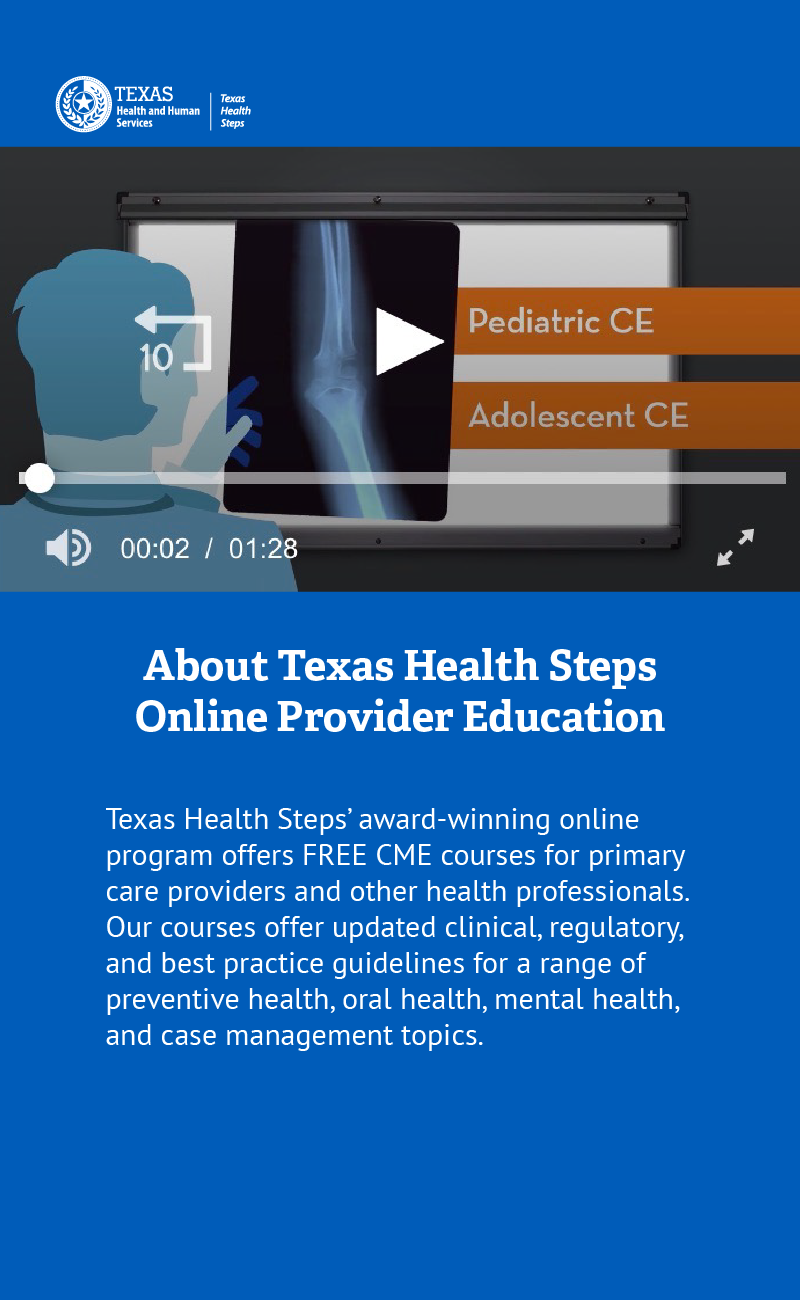 TEXAS
Health and Human
Services
Texas
Health
Steps
Pediatric CE
10
Adolescent CE
00:02 / 01:28
About Texas Health Steps
Online Provider Education
Texas Health Steps’ award-winning online
program offers FREE CME courses for primary
care providers and other health professionals.
Our courses offer updated clinical, regulatory,
and best practice guidelines for a range of
preventive health, oral health, mental health,
and case management topics.